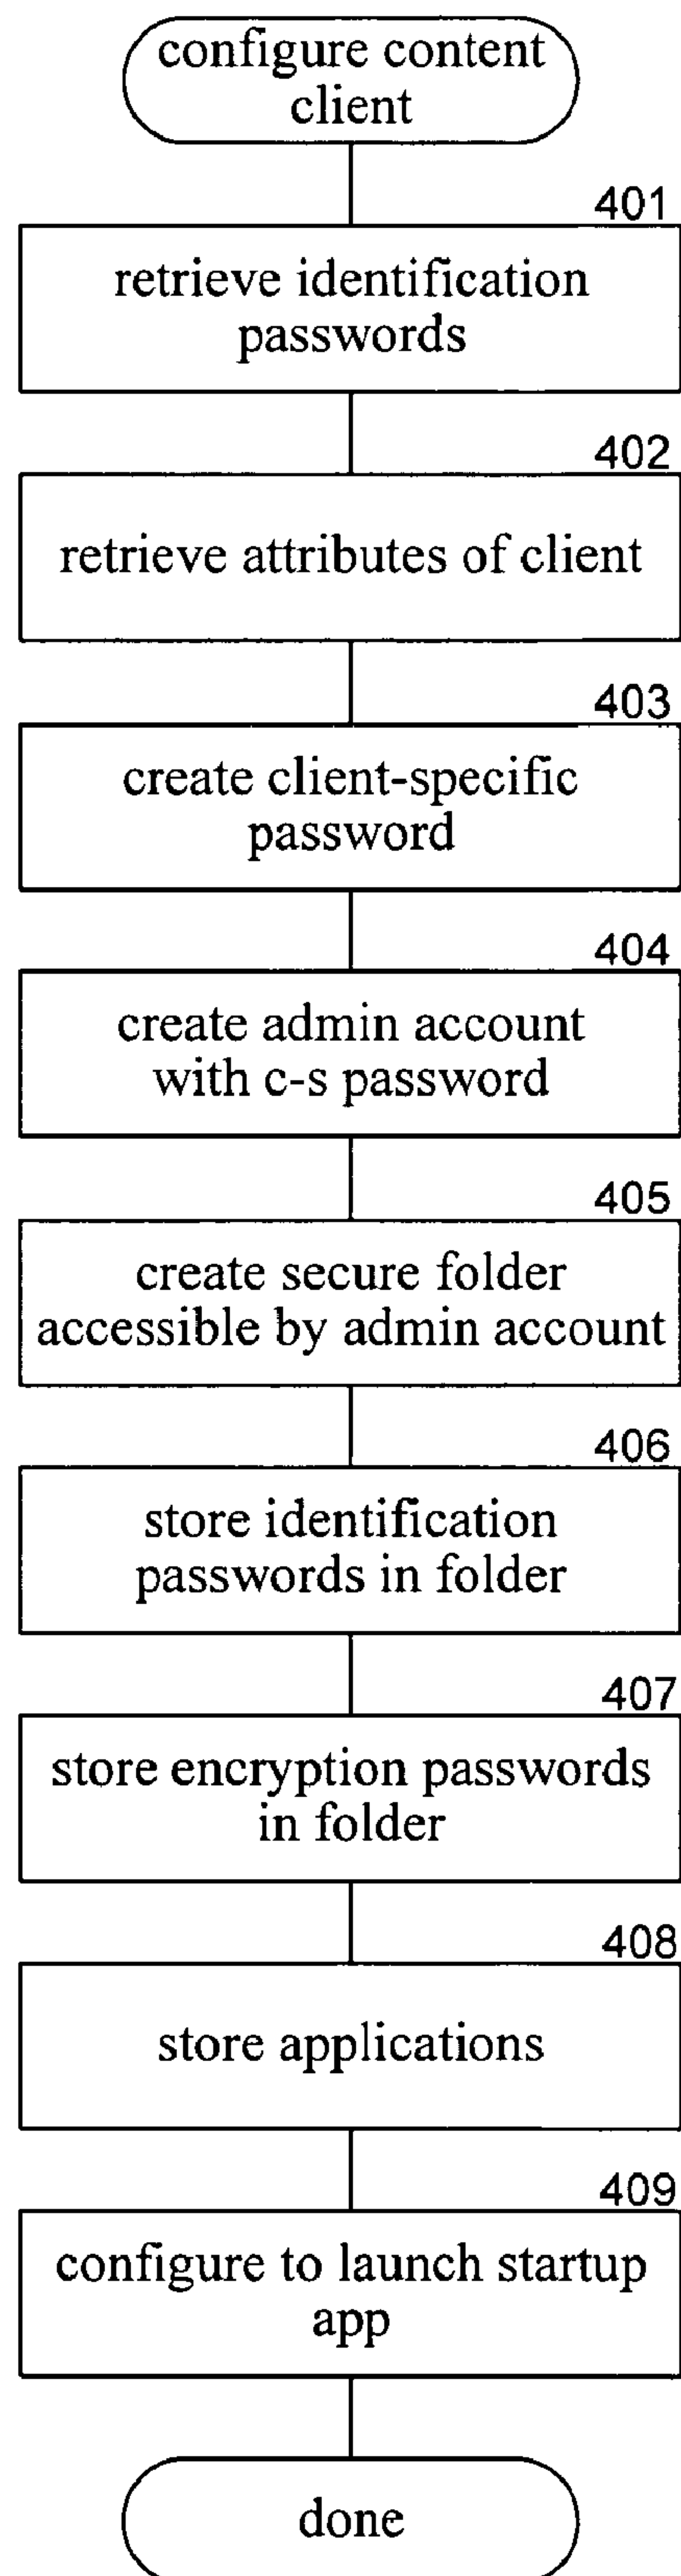 configure content
client
401
retrieve identification
passwords
402
retrieve attributes of client
403
create client-specific
password
404
create admin account
with c-s password
405
create secure folder
accessible by admin account
406
store identification
passwords in folder
407
store encryption passwords
in folder
408
store applications
409
configure to launch startup
app
done